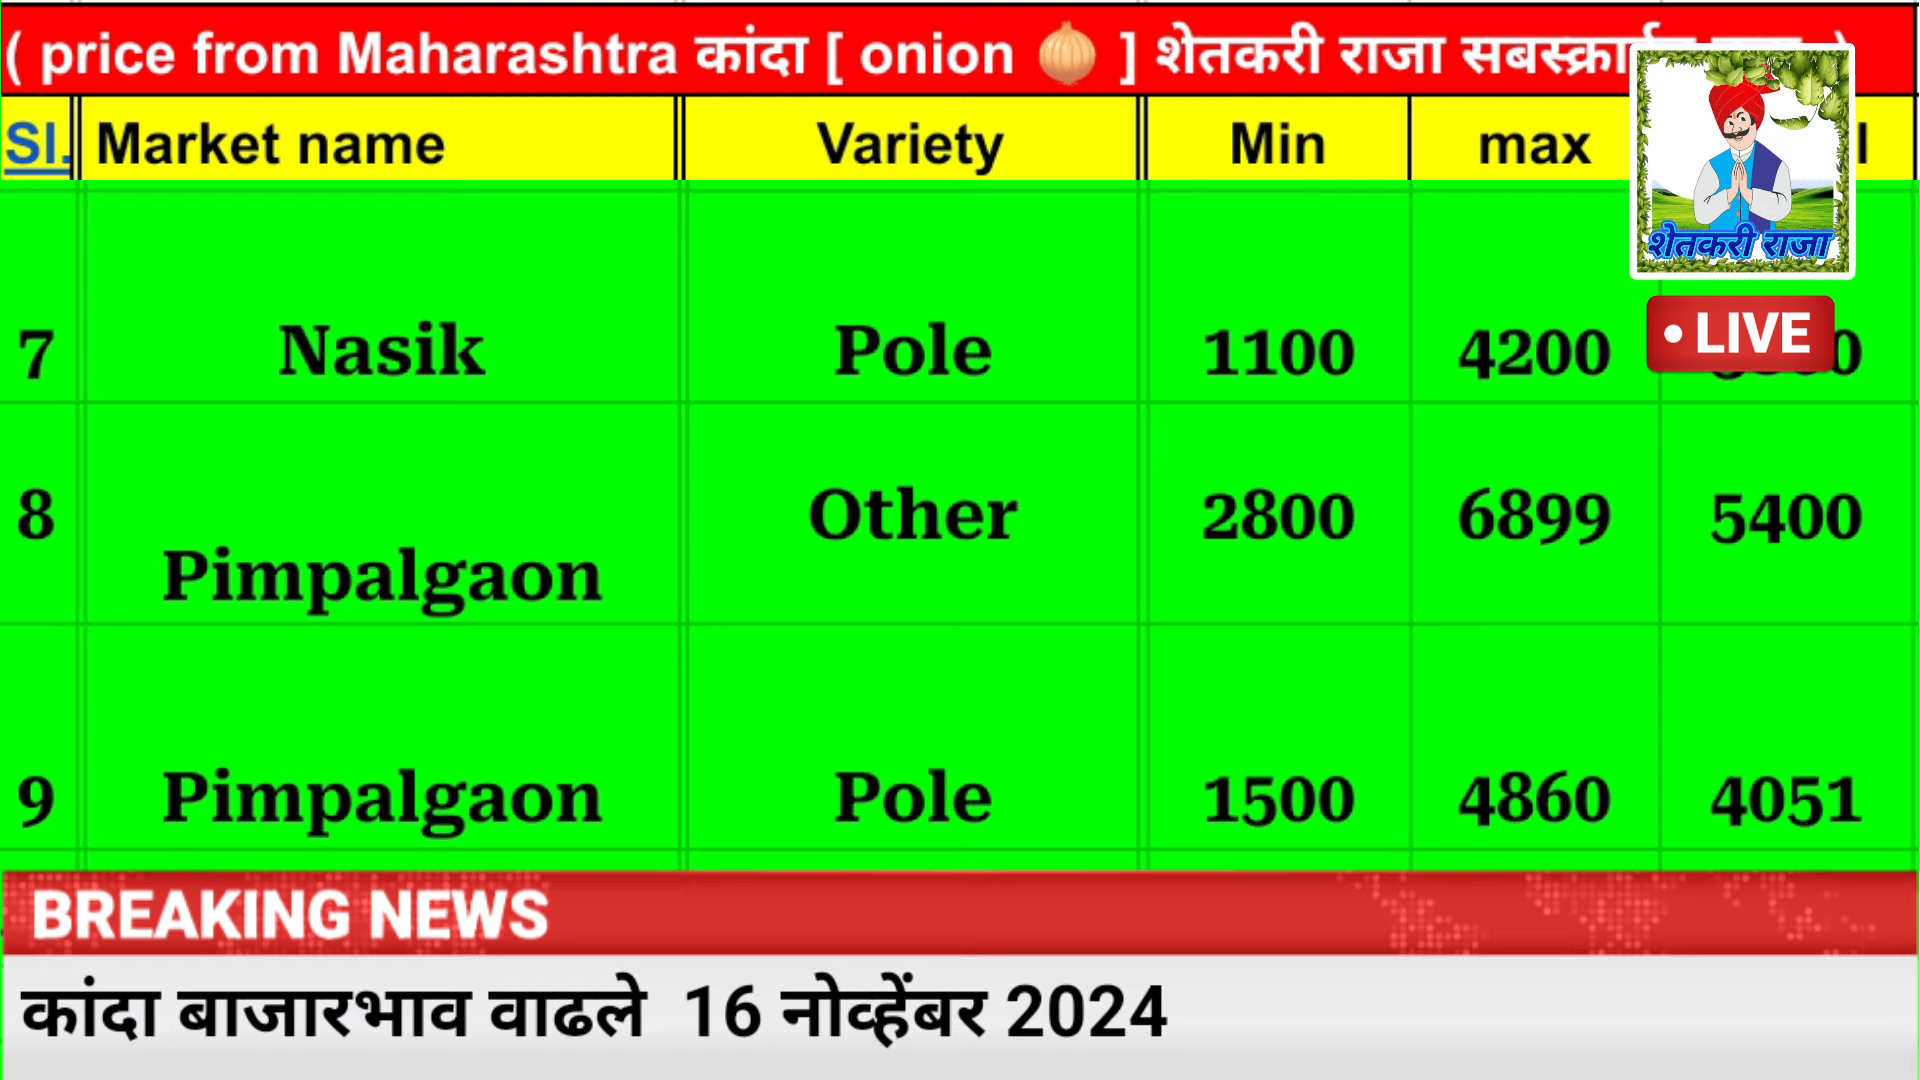 ( price from Maharashtra कांदा [ onion 🧅 ] शेतकरी राजा
Sl. Market name Variety Min max
शेतकरी राजा
• LIVE
7 Nasik Pole 1100 4200
8 Pimpalgaon Other 2800 6899 5400
9 Pimpalgaon Pole 1500 4860 4051
BREAKING NEWS
कांदा बाजारभाव वाढले 16 नोव्हेंबर 2024